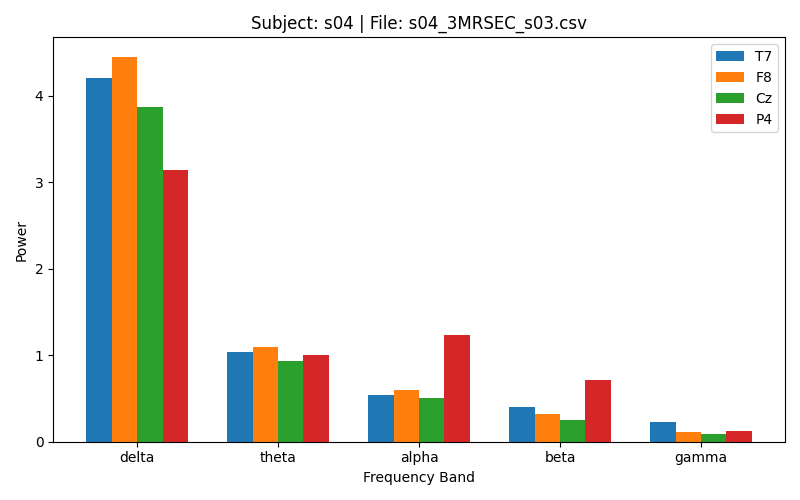 Subject: s04 | File: s04_3MRSEC_s03.csv
T7
F8
Cz
P4
Power
4
3
2
1
0
delta theta alpha beta gamma
Frequency Band